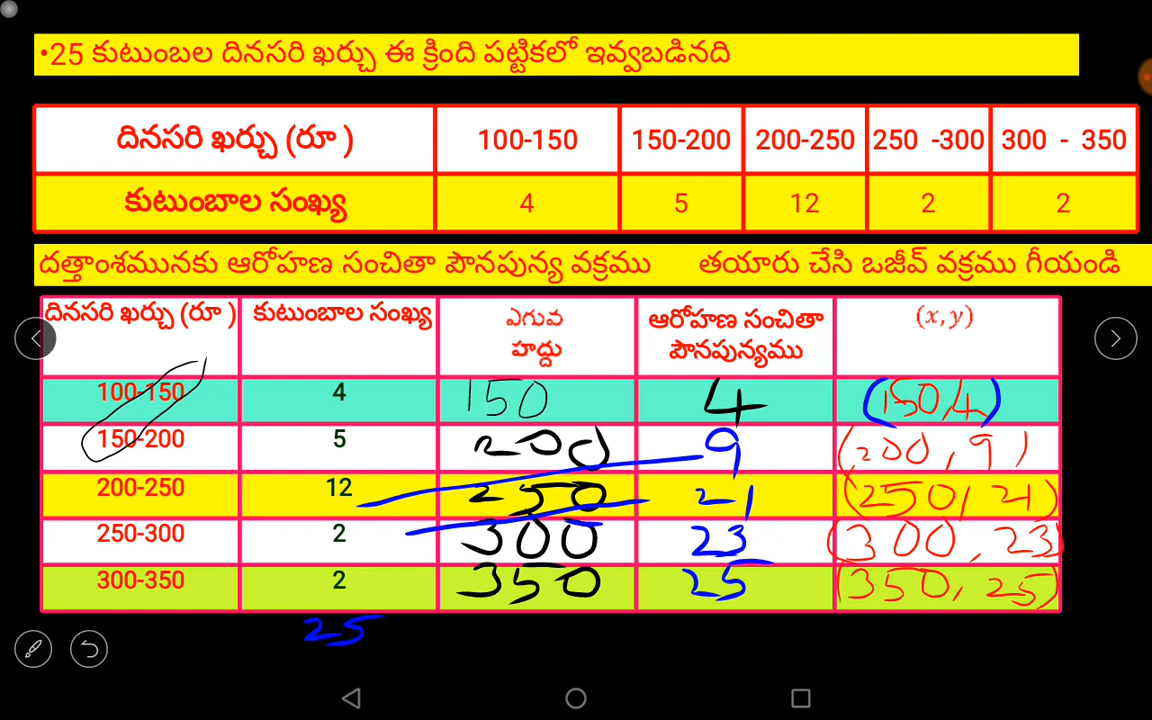 •25 కుటుంబల దినసరి ఖర్చు ఈ క్రింది పట్టికలో ఇవ్వబడినది
దినసరి ఖర్చు (రూ ) 100-150 150-200 200-250 250 -300 300 - 350
కుటుంబాల సంఖ్య 4 5 12 2 2
దత్తాంశమునకు ఆరోహణ సంచితా పౌనపున్య వక్రము తయారు చేసి ఒజీవ్ వక్రము గీయండి
దినసరి ఖర్చు (రూ ) కుటుంబాల సంఖ్య ఎగువ హద్దు ఆరోహణ సంచితా పౌనపున్యము (x, y)
100-150 4 150 4 (150,4)
150-200 5 200 9 (200,9)
200-250 12 250 21 (250,21)
250-300 2 300 23 (300,23)
300-350 2 350 25 (350,25)
25